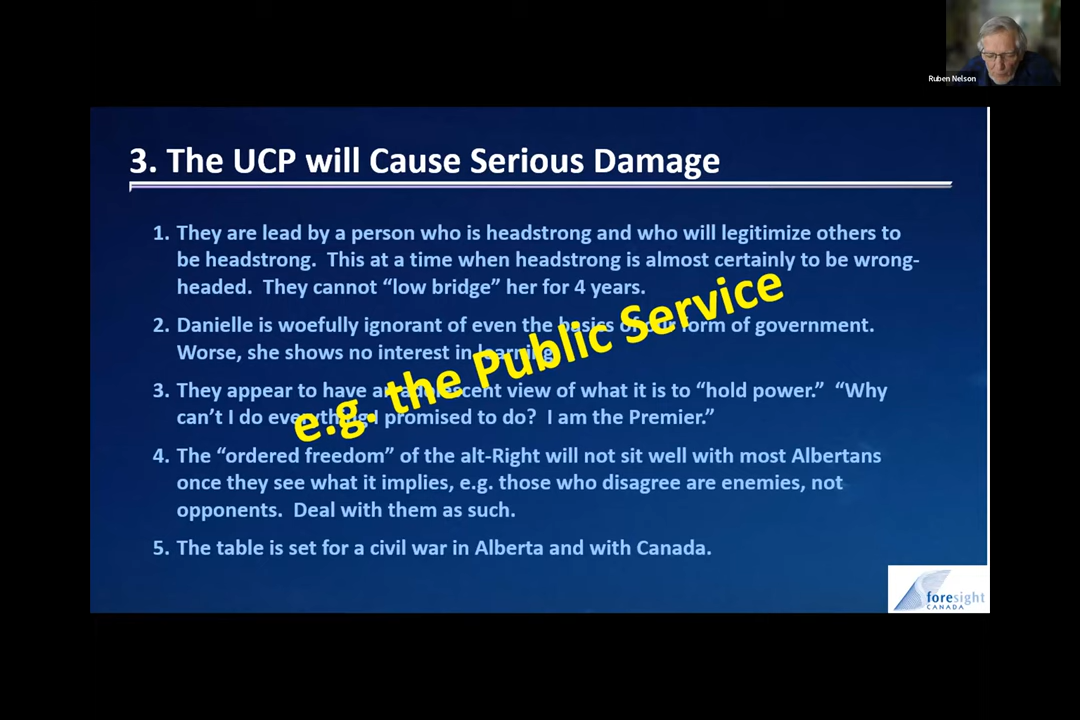 Ruben Nelson
3. The UCP will Cause Serious Damage
1. They are lead by a person who is headstrong and who will legitimize others to
be headstrong. This at a time when headstrong is almost certainly to be wrong-
headed. They cannot “low bridge” her for 4 years.
2. Danielle is woefully ignorant of even the basics of our form of government.
Worse, she shows no interest in learning.
3. They appear to have an adolescent view of what it is to “hold power.” “Why
can’t I do everything I promised to do? I am the Premier.”
4. The “ordered freedom” of the alt-Right will not sit well with most Albertans
once they see what it implies, e.g. those who disagree are enemies, not
opponents. Deal with them as such.
5. The table is set for a civil war in Alberta and with Canada.
e.g. the Public Service
foresight
CANADA